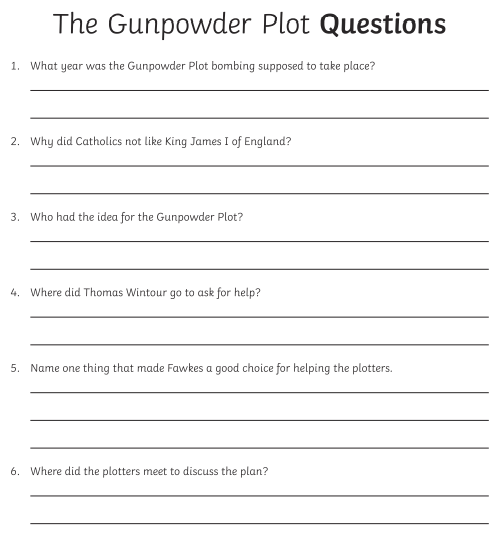 The Gunpowder Plot Questions
1. What year was the Gunpowder Plot bombing supposed to take place?
2. Why did Catholics not like King James I of England?
3. Who had the idea for the Gunpowder Plot?
4. Where did Thomas Wintour go to ask for help?
5. Name one thing that made Fawkes a good choice for helping the plotters.
6. Where did the plotters meet to discuss the plan?